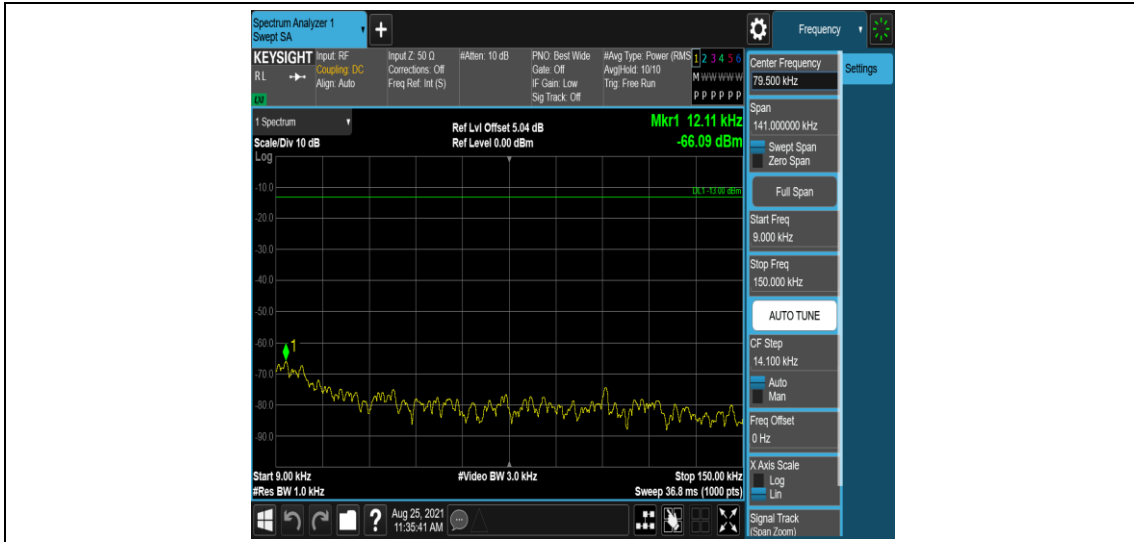 Spectrum Analyzer 1
Swept SA
+
Frequency
KEYSIGHT
RL
Input: RF
Coupling: DC
Align: Auto
Input Z: 50 Ω
Corrections: Off
Freq Ref: Int (S)
#Atten: 10 dB
PNO: Best Wide
Gate: Off
IF Gain: Low
Sig Track: Off
#Avg Type: Power (RMS
Avg|Hold: 10/10
Trig: Free Run
1 2 3 4 5 6
M W W W W W
P P P P P P
1 Spectrum
Scale/Div 10 dB
Log
Ref Lvl Offset 5.04 dB
Ref Level 0.00 dBm
Mkr1 12.11 kHz
-66.09 dBm
DL1 -13.00 dBm
-10.0
-20.0
-30.0
-40.0
-50.0
-60.0
1
-70.0
-80.0
-90.0
Start 9.00 kHz
#Res BW 1.0 kHz
#Video BW 3.0 kHz
Stop 150.00 kHz
Sweep 36.8 ms (1000 pts)
Center Frequency
79.500 kHz
Settings
Span
141.000000 kHz
Swept Span
Zero Span
Full Span
Start Freq
9.000 kHz
Stop Freq
150.000 kHz
AUTO TUNE
CF Step
14.100 kHz
Auto
Man
Freq Offset
0 Hz
X Axis Scale
Log
Lin
Signal Track
(Span Zoom)
?
Aug 25, 2021
11:35:41 AM